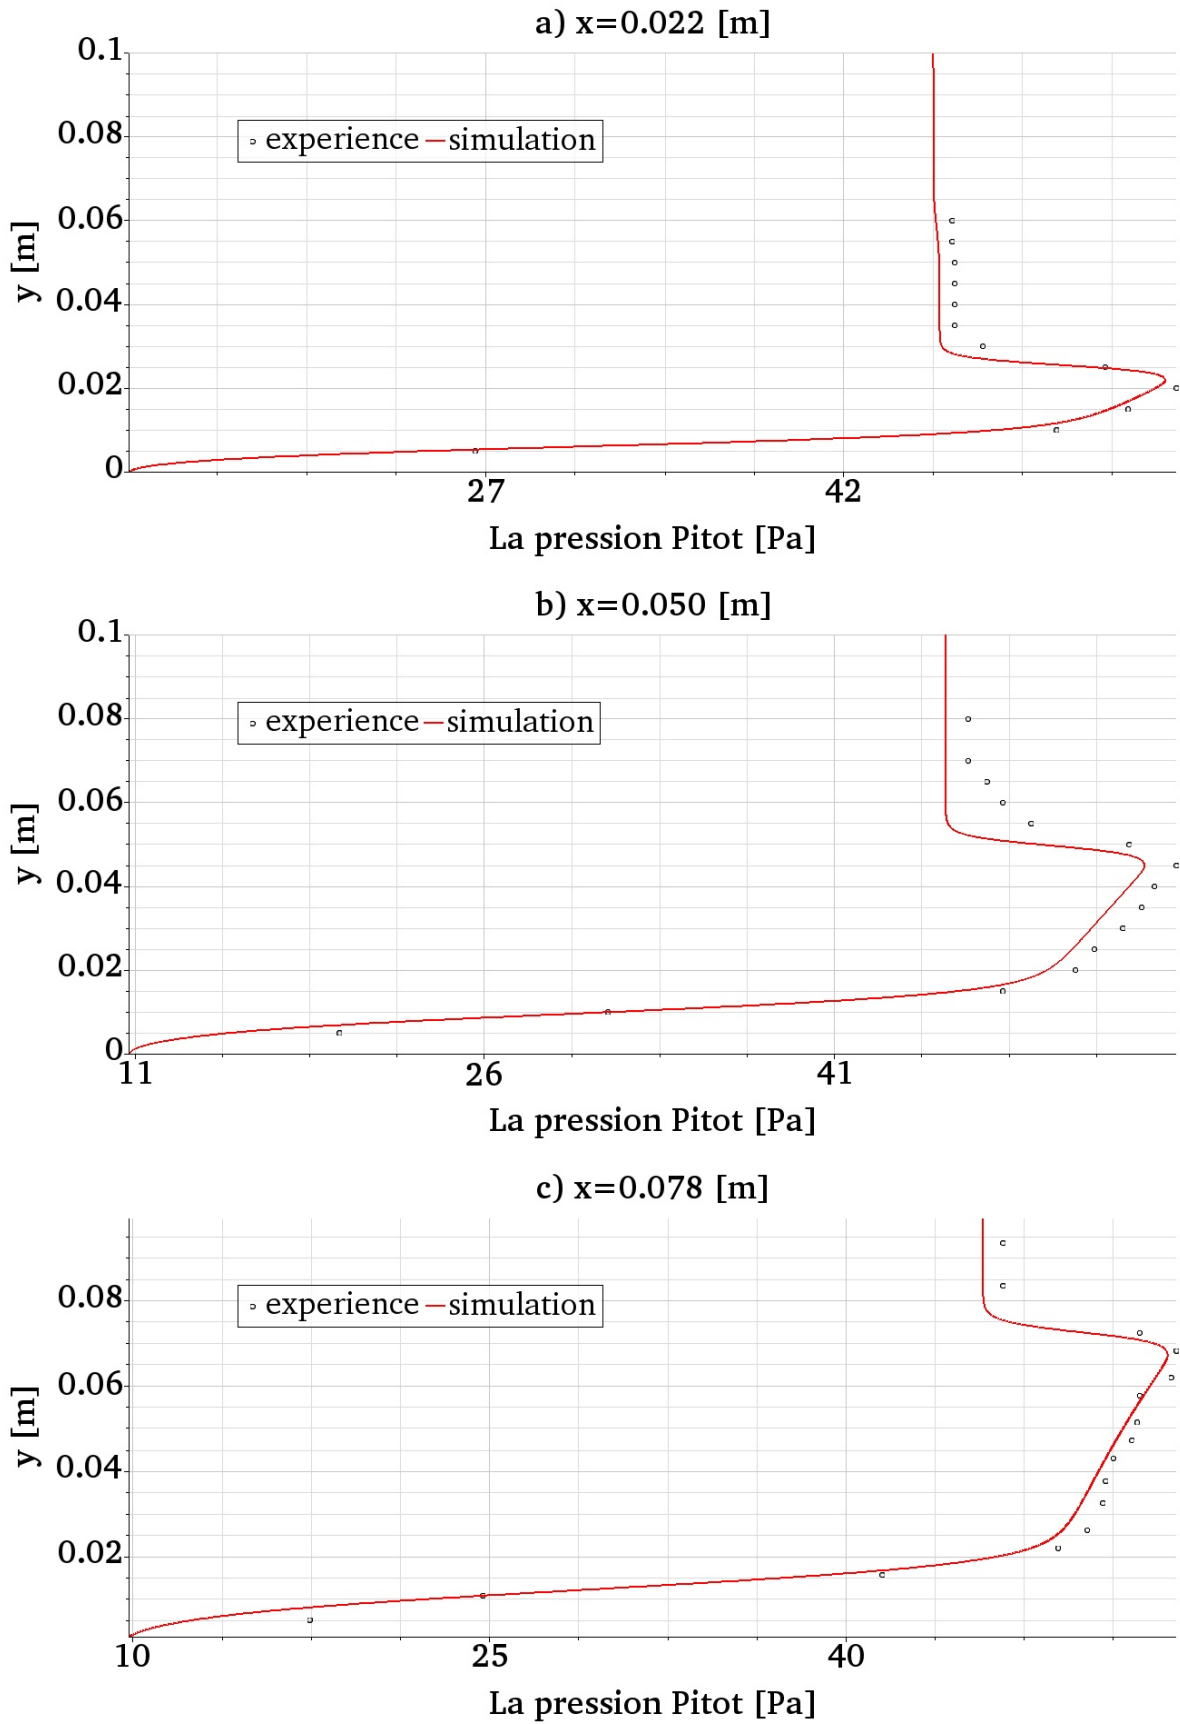 a) x=0.022 [m]
0.1
0.08
experience simulation
0.06
y [m]
0.04
0.02
0
27 42
La pression Pitot [Pa]
b) x=0.050 [m]
0.1
0.08
experience simulation
0.06
y [m]
0.04
0.02
0
11 26 41
La pression Pitot [Pa]
c) x=0.078 [m]
0.08
experience simulation
0.06
y [m]
0.04
0.02
10 25 40
La pression Pitot [Pa]